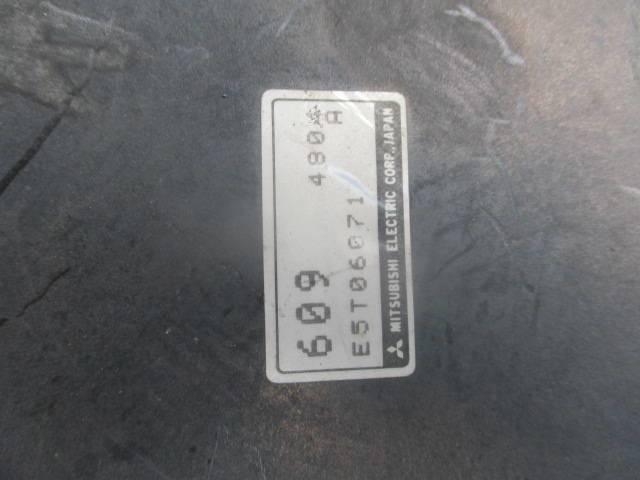 609 480 A
E5T06071
MITSUBISHI ELECTRIC CORP.,JAPAN